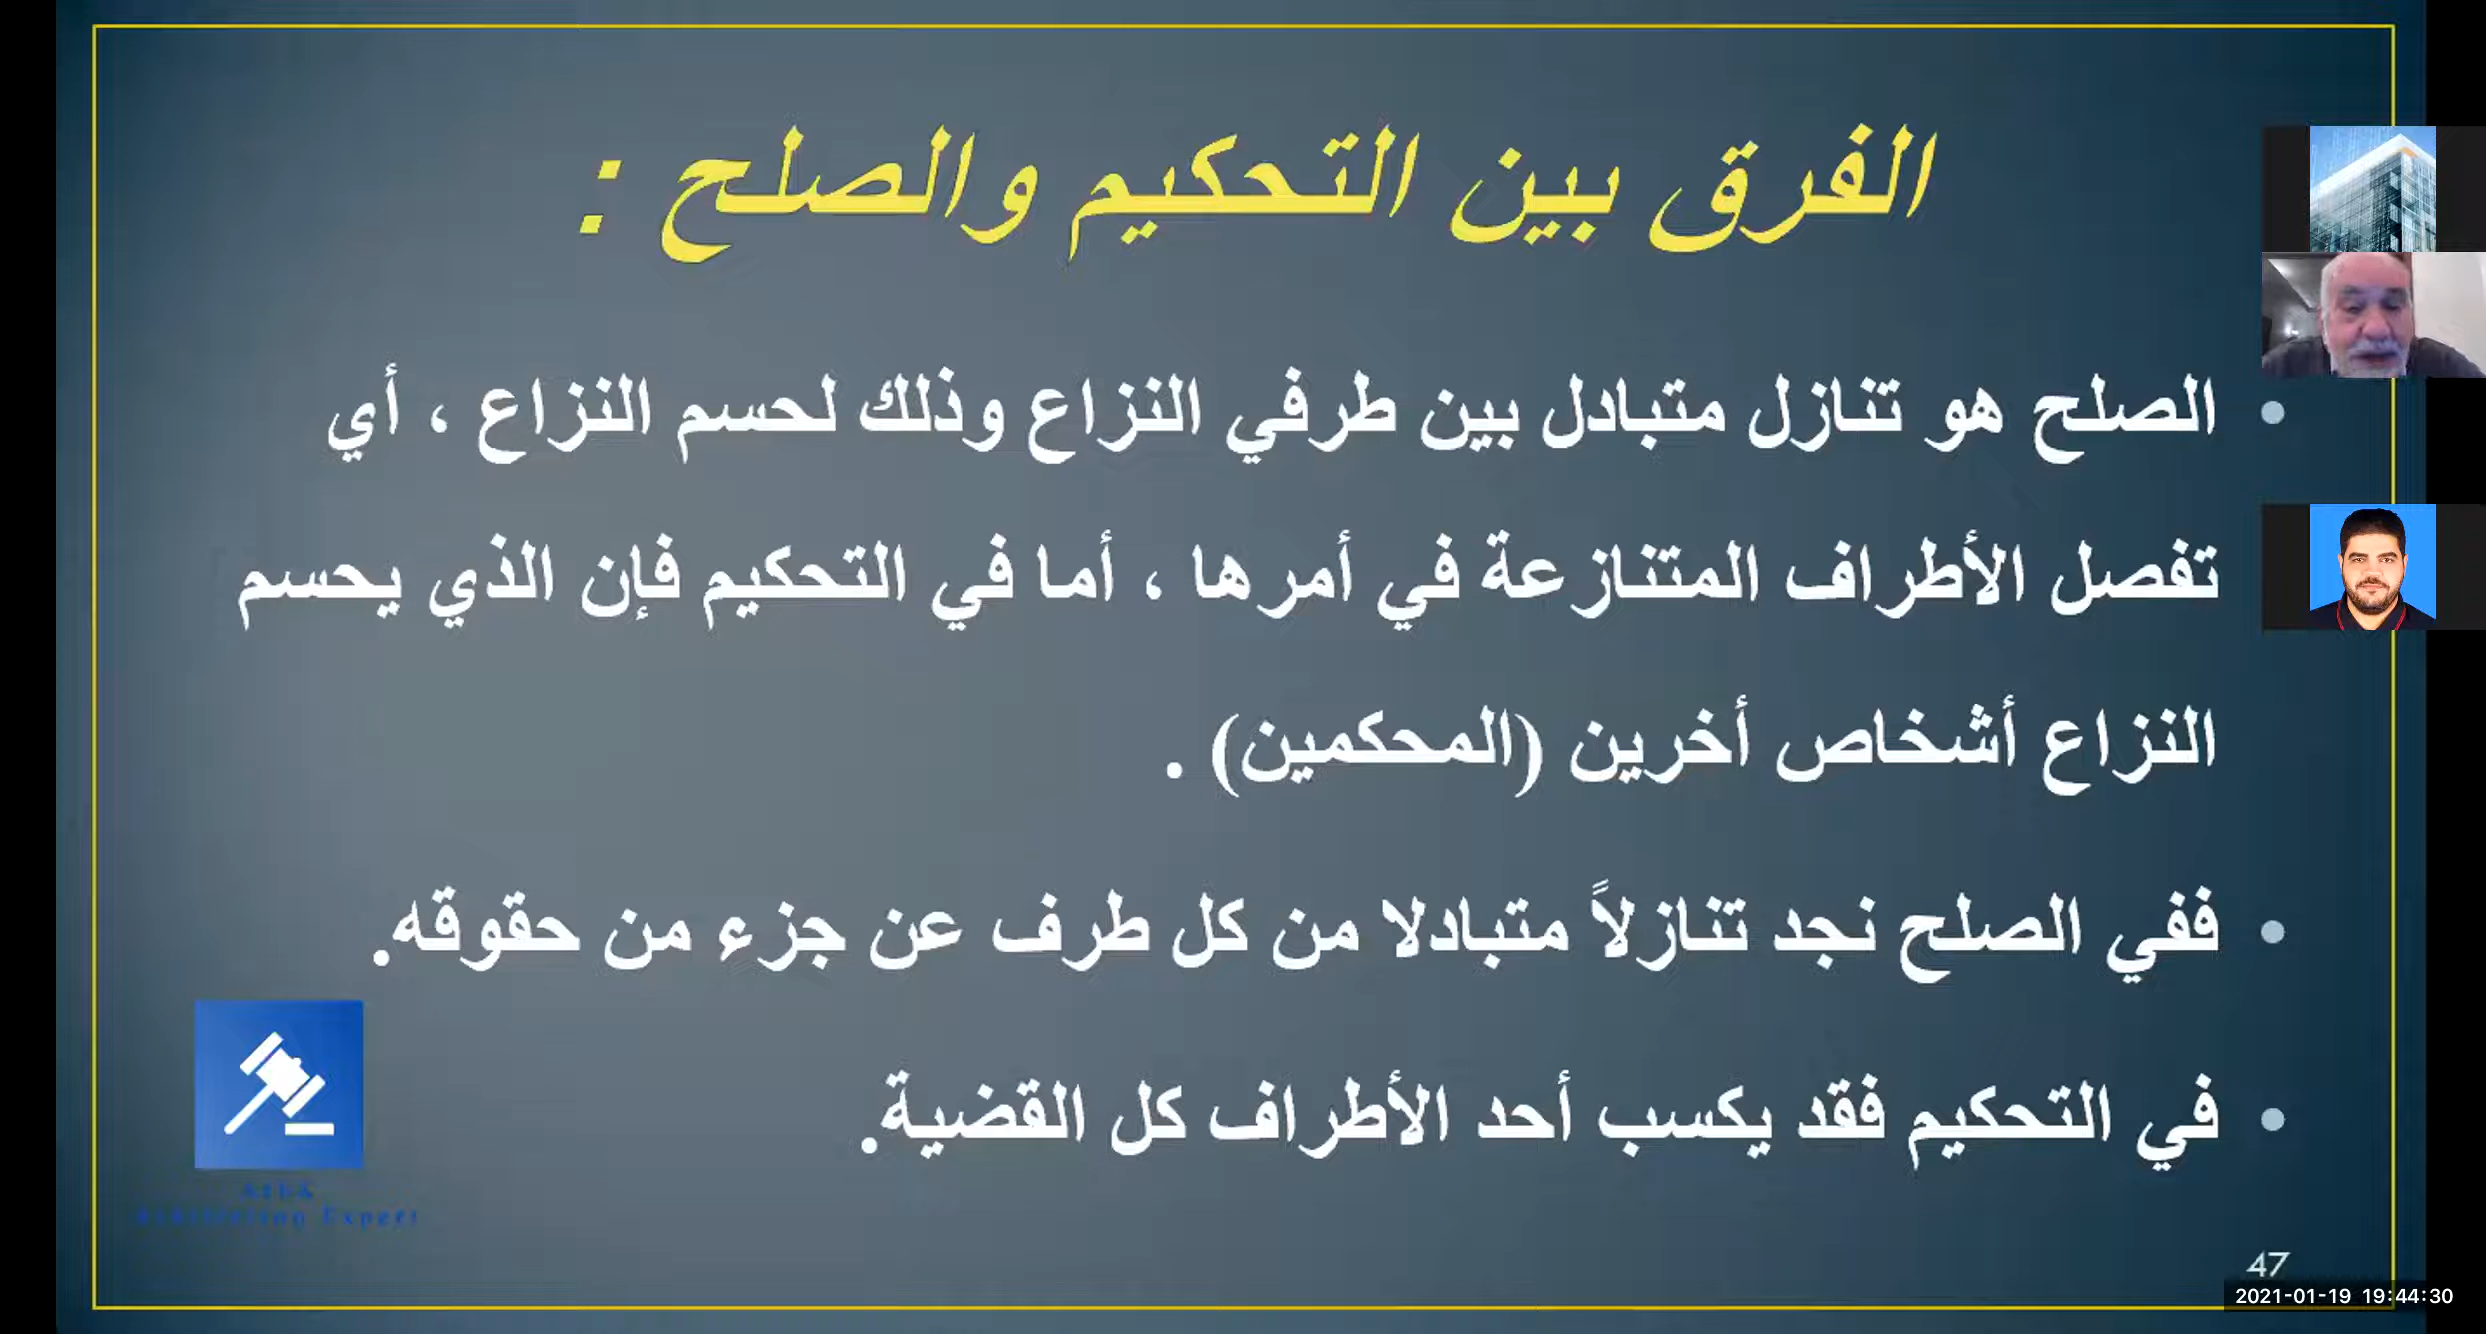 الفرق بين التحكيم والصلح :
• الصلح هو تنازل متبادل بين طرفي النزاع وذلك لحسم النزاع ، أي
تفصل الأطراف المتنازعة في أمرها ، أما في التحكيم فإن الذي يحسم
النزاع أشخاص أخرين (المحكمين) .
• ففي الصلح نجد تنازلاً متبادلا من كل طرف عن جزء من حقوقه.
• في التحكيم فقد يكسب أحد الأطراف كل القضية.
Arbitration Expert
47
2021-01-19 19:44:30